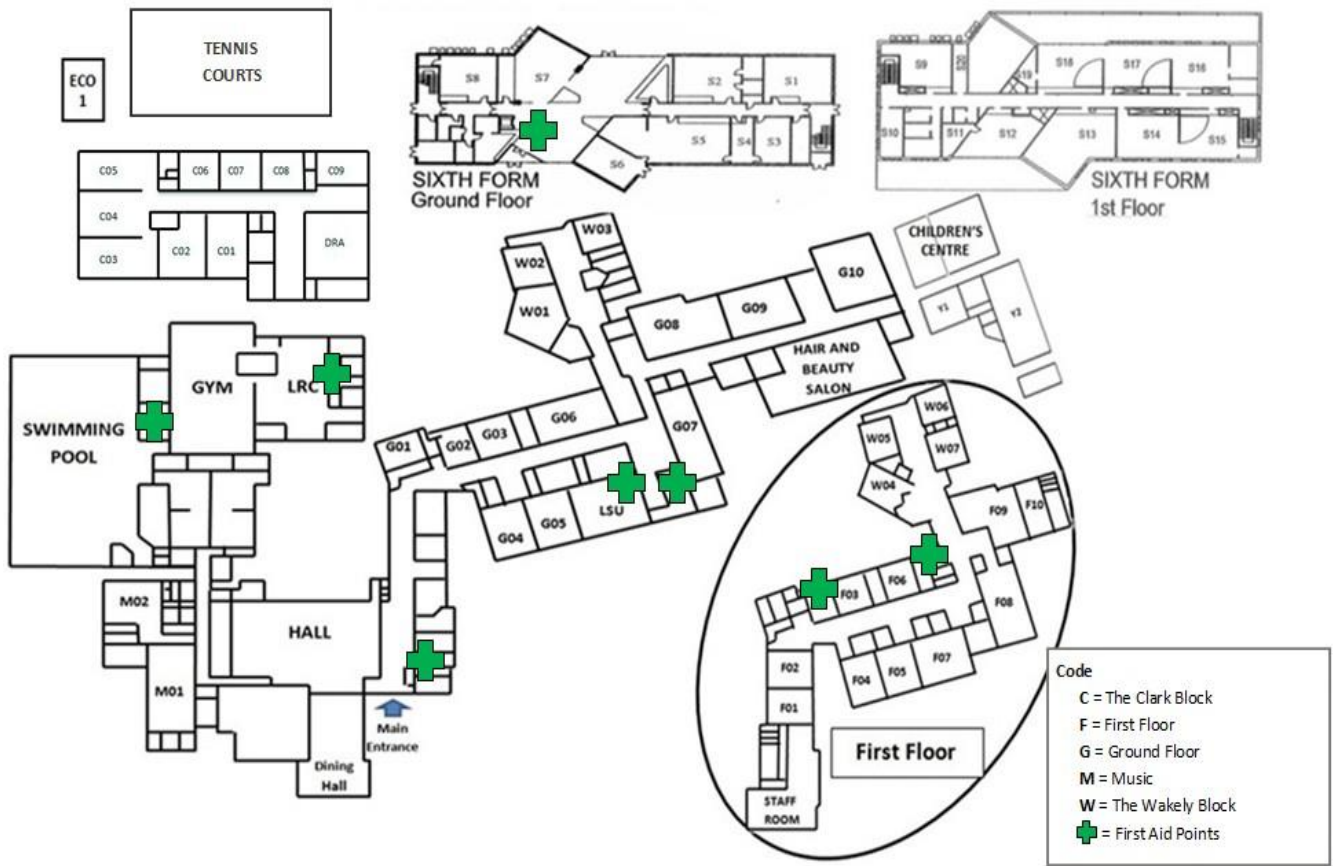 TENNIS
COURTS
ECO
1
S8
S7
S2
S1
S6
S5
S4
S3
SIXTH FORM
Ground Floor
S9
S20
S19
S18
S17
S16
S10
S11
S12
S13
S14
S15
SIXTH FORM
1st Floor
C05
C06
C07
C08
C09
C04
C03
C02
C01
DRA
W03
W02
W01
CHILDREN'S
CENTRE
Y1
Y2
G10
G09
G08
HAIR AND
BEAUTY
SALON
GYM
LRC
SWIMMING
POOL
G01
G02
G03
G06
G07
G04
G05
LSU
W06
W05
W07
W04
F09
F10
F03
F06
F08
F02
F04
F05
F07
F01
STAFF
ROOM
First Floor
M02
HALL
M01
Main
Entrance
Dining
Hall
Code
C = The Clark Block
F = First Floor
G = Ground Floor
M = Music
W = The Wakely Block
= First Aid Points